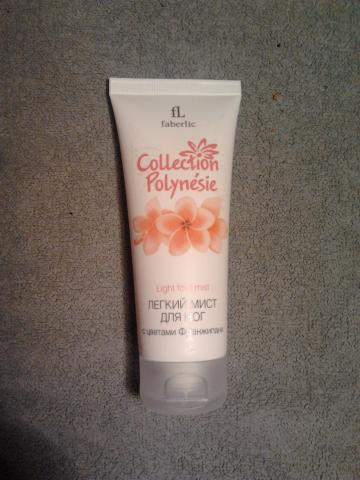 fL
faberlic
Collection
Polynésie
Light foot mist
ЛЕГКИЙ МИСТ
ДЛЯ НОГ
с цветами Франжипани